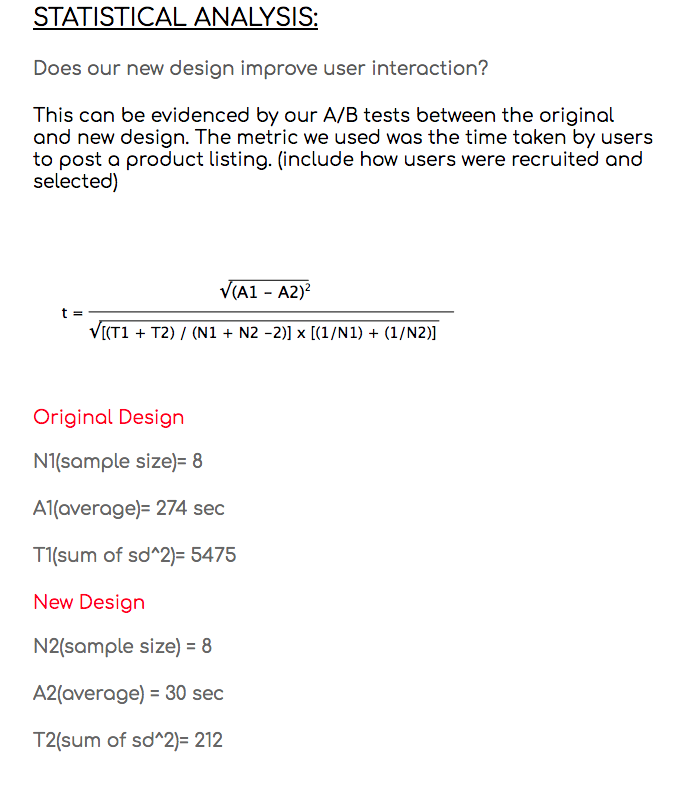 STATISTICAL ANALYSIS:
Does our new design improve user interaction?
This can be evidenced by our A/B tests between the original
and new design. The metric we used was the time taken by users
to post a product listing. (include how users were recruited and
selected)
√(A1 – A2)²
t =
√[(T1 + T2) / (N1 + N2 –2)] x [(1/N1) + (1/N2)]
Original Design
N1(sample size)= 8
A1(average)= 274 sec
T1(sum of sd^2)= 5475
New Design
N2(sample size) = 8
A2(average) = 30 sec
T2(sum of sd^2)= 212